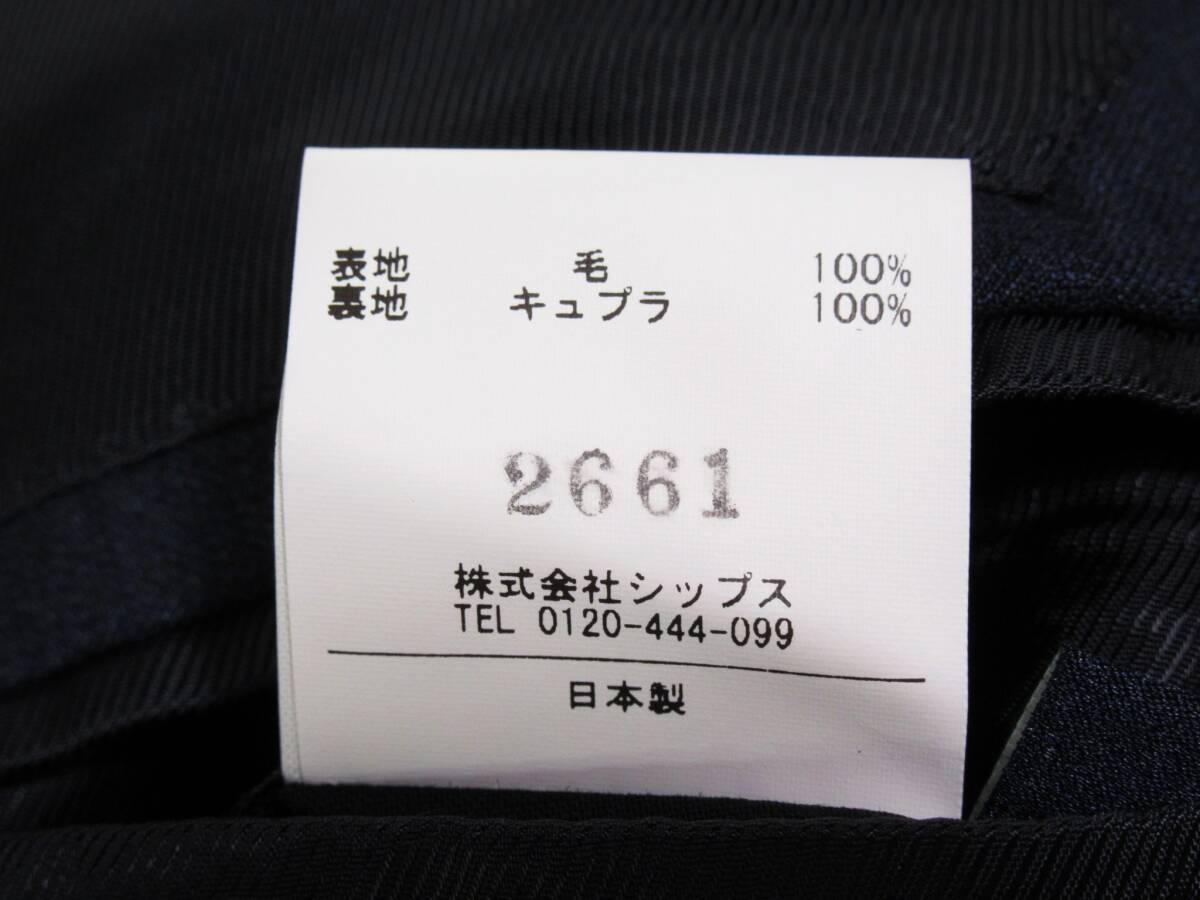 表地 毛 100%
裏地 キュプラ 100%
2661
株式会社シップス
TEL 0120-444-099
日本製